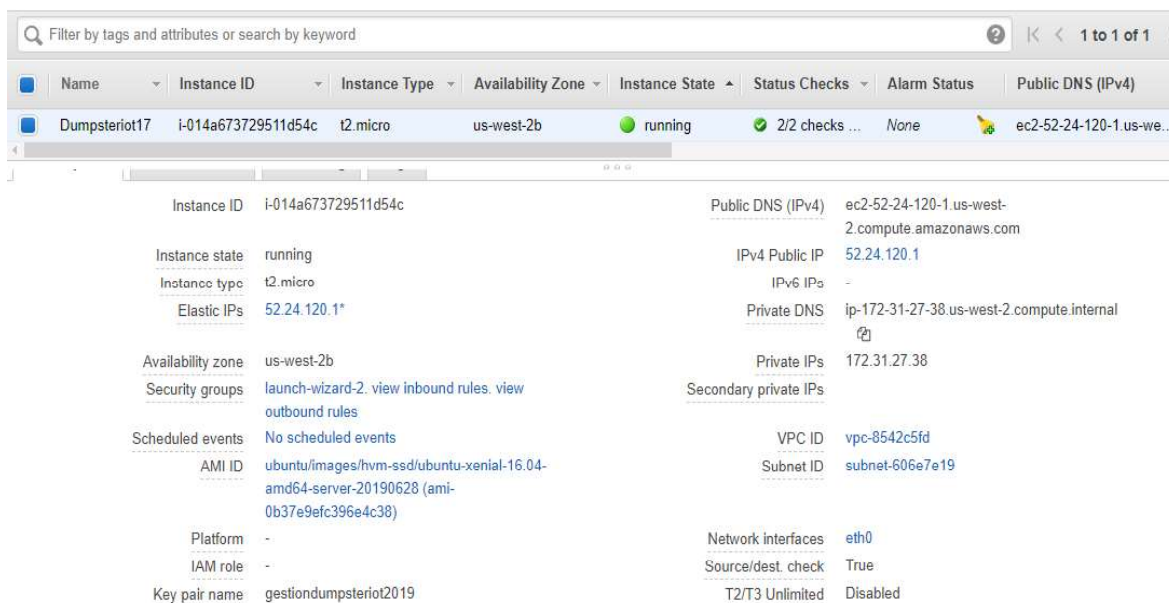 Filter by tags and attributes or search by keyword
1 to 1 of 1
Name Instance ID Instance Type Availability Zone Instance State Status Checks Alarm Status Public DNS (IPv4)
Dumpsteriot17 i-014a673729511d54c t2.micro us-west-2b running 2/2 checks ... None ec2-52-24-120-1.us-we...
Instance ID i-014a673729511d54c
Instance state running
Instance type t2.micro
Elastic IPs 52.24.120.1*
Availability zone us-west-2b
Security groups launch-wizard-2. view inbound rules. view
outbound rules
Scheduled events No scheduled events
AMI ID ubuntu/images/hvm-ssd/ubuntu-xenial-16.04-
amd64-server-20190628 (ami-
0b37e9efc396e4c38)
Platform -
IAM role -
Key pair name gestiondumpsteriot2019
Public DNS (IPv4) ec2-52-24-120-1.us-west-
2.compute.amazonaws.com
IPv4 Public IP 52.24.120.1
IPv6 IPs -
Private DNS ip-172-31-27-38.us-west-2.compute.internal
Private IPs 172.31.27.38
Secondary private IPs
VPC ID vpc-8542c5fd
Subnet ID subnet-606e7e19
Network interfaces eth0
Source/dest. check True
T2/T3 Unlimited Disabled